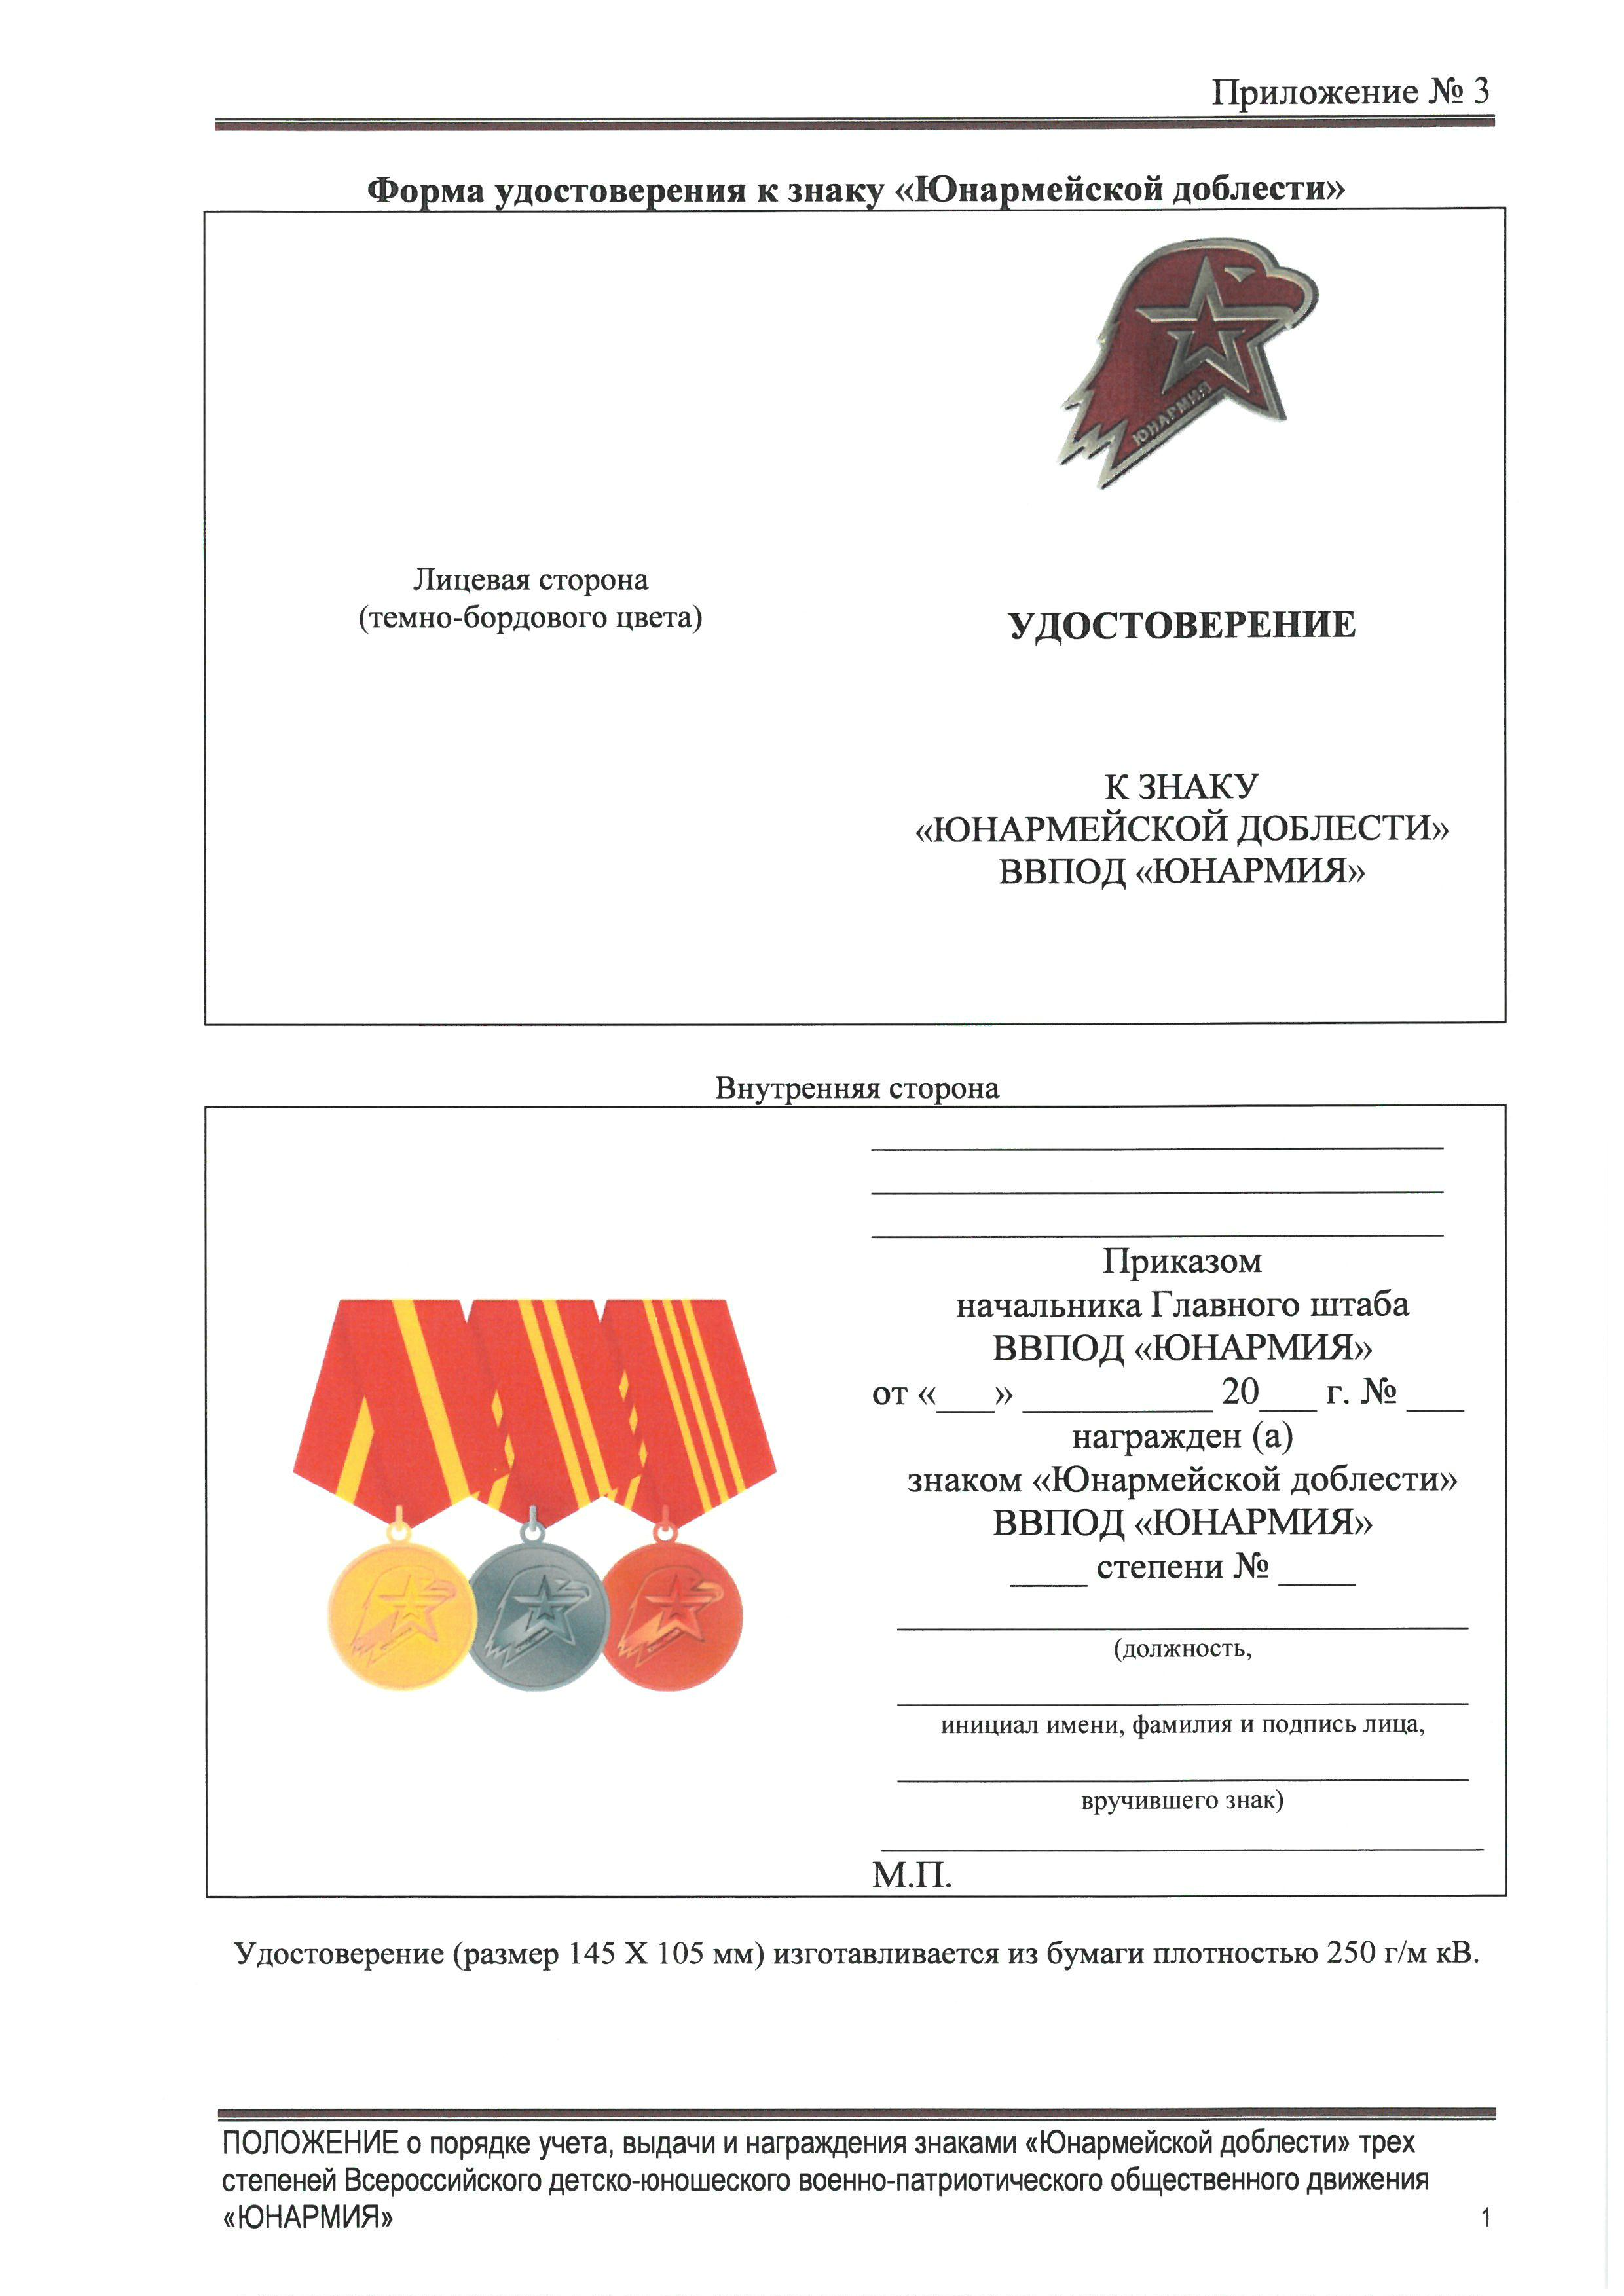 Приложение № 3
Форма удостоверения к знаку «Юнармейской доблести»
ЮНАРМИЯ
Лицевая сторона
(темно-бордового цвета)
УДОСТОВЕРЕНИЕ
К ЗНАКУ
«ЮНАРМЕЙСКОЙ ДОБЛЕСТИ»
ВВПОД «ЮНАРМИЯ»
Внутренняя сторона
Приказом
начальника Главного штаба
ВВПОД «ЮНАРМИЯ»
от «___» __________ 20___ г. № ___
награжден (а)
знаком «Юнармейской доблести»
ВВПОД «ЮНАРМИЯ»
____ степени № ____
(должность,
инициал имени, фамилия и подпись лица,
вручившего знак)
М.П.
Удостоверение (размер 145 Х 105 мм) изготавливается из бумаги плотностью 250 г/м кВ.
ПОЛОЖЕНИЕ о порядке учета, выдачи и награждения знаками «Юнармейской доблести» трех
степеней Всероссийского детско-юношеского военно-патриотического общественного движения
«ЮНАРМИЯ»
1